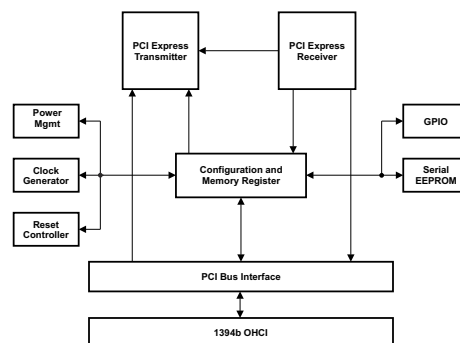 PCI Express
Transmitter
PCI Express
Receiver
Power
Mgmt
GPIO
Clock
Generator
Configuration and
Memory Register
Serial
EEPROM
Reset
Controller
PCI Bus Interface
1394b OHCI